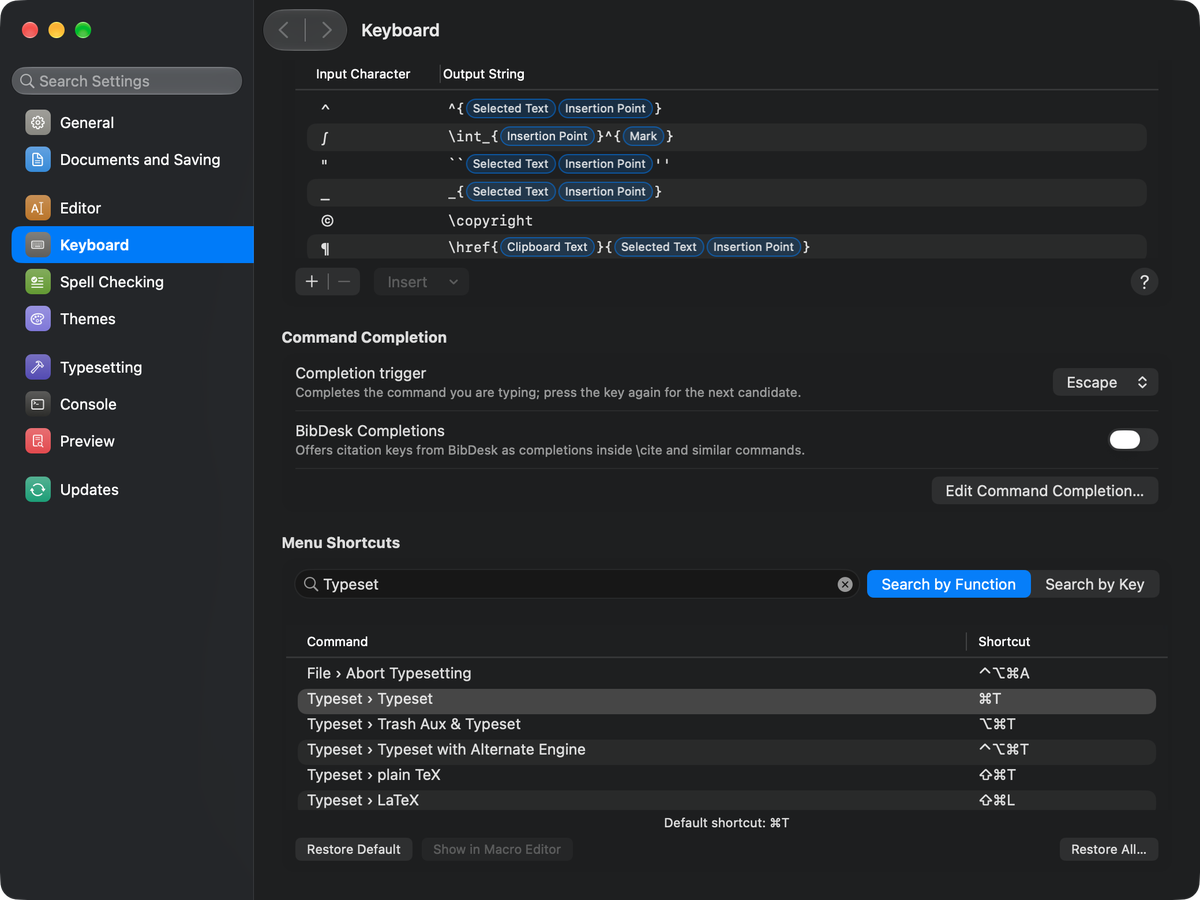 Keyboard
Search Settings
General
Documents and Saving
Editor
Keyboard
Spell Checking
Themes
Typesetting
Console
Preview
Updates
Input Character Output String
^ ^{ Selected Text Insertion Point }
∫ \int_{ Insertion Point }^{ Mark }
" `` Selected Text Insertion Point ''
_ _{ Selected Text Insertion Point }
© \copyright
¶ \href{ Clipboard Text }{ Selected Text Insertion Point }
+ − Insert ?
Command Completion
Completion trigger
Completes the command you are typing; press the key again for the next candidate.
Escape
BibDesk Completions
Offers citation keys from BibDesk as completions inside \cite and similar commands.
Edit Command Completion...
Menu Shortcuts
Typeset Search by Function Search by Key
Command Shortcut
File › Abort Typesetting ^⌥⌘A
Typeset › Typeset ⌘T
Typeset › Trash Aux & Typeset ⌥⌘T
Typeset › Typeset with Alternate Engine ^⌥⌘T
Typeset › plain TeX ⇧⌘T
Typeset › LaTeX ⇧⌘L
Default shortcut: ⌘T
Restore Default Show in Macro Editor Restore All...